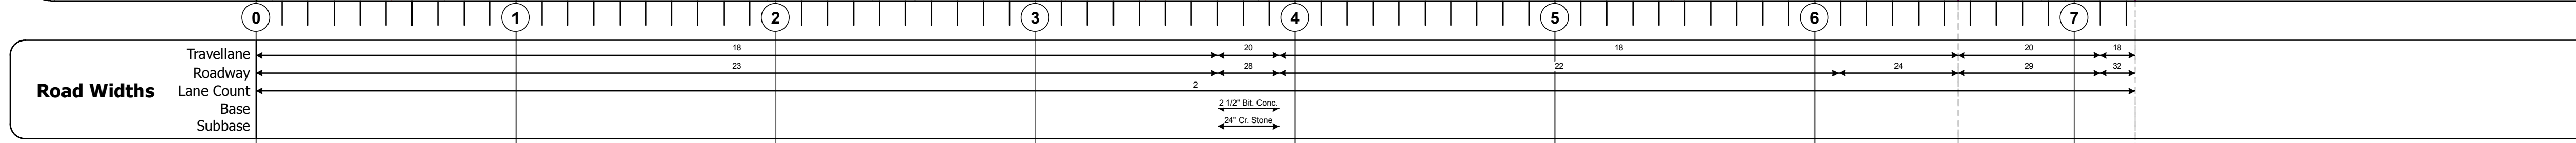 0 1 2 3 4 5 6 7
Travellane 18 20 18 20 18
Roadway 23 28 22 24 29 32
Road Widths
Lane Count 2
Base 2 1/2" Bit. Conc.
Subbase 24" Cr. Stone